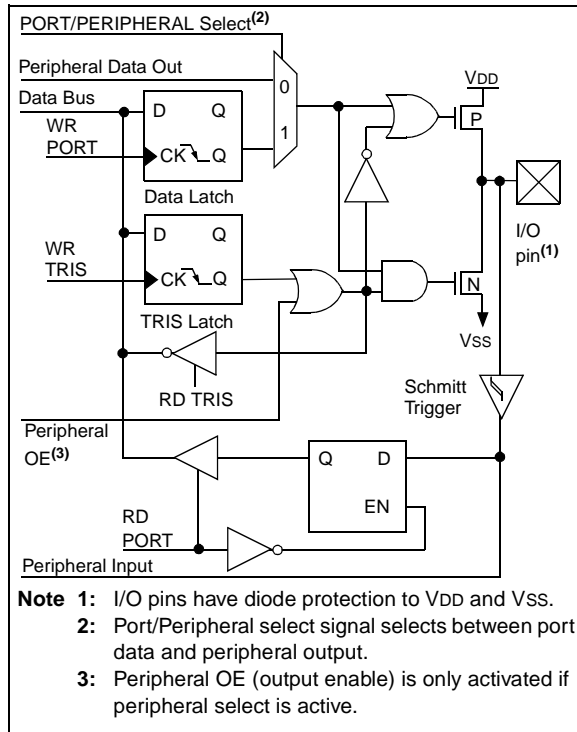 PORT/PERIPHERAL Select(2)
Peripheral Data Out
Data Bus
WR
PORT
D Q
CK Q
Data Latch
0
1
VDD
P
I/O
pin(1)
WR
TRIS
D Q
CK Q
TRIS Latch
N
VSS
RD TRIS
Schmitt
Trigger
Peripheral
OE(3)
Q D
EN
RD
PORT
Peripheral Input
Note 1: I/O pins have diode protection to VDD and VSS.
2: Port/Peripheral select signal selects between port
data and peripheral output.
3: Peripheral OE (output enable) is only activated if
peripheral select is active.